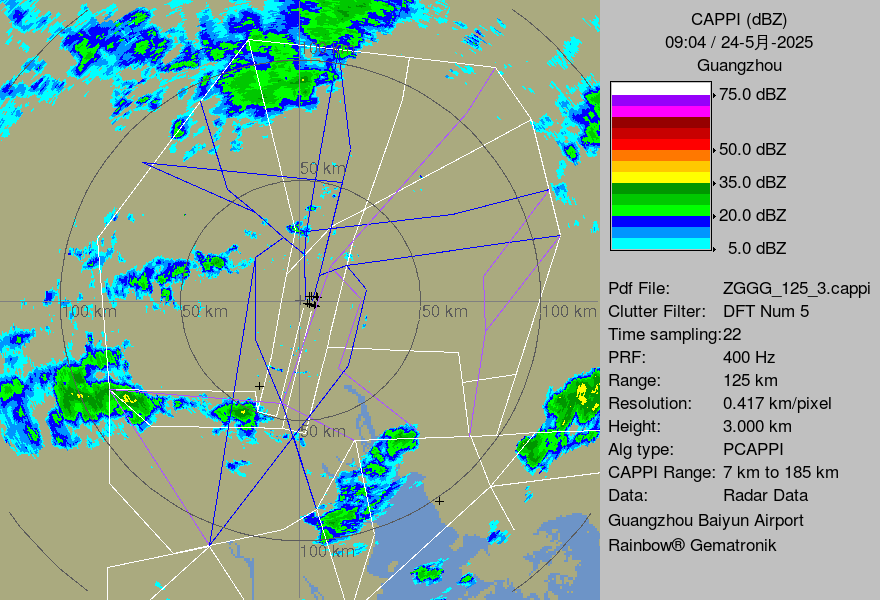 CAPPI (dBZ)
09:04 / 24-5月-2025
Guangzhou
75.0 dBZ
50.0 dBZ
35.0 dBZ
20.0 dBZ
5.0 dBZ
Pdf File: ZGGG_125_3.cappi
Clutter Filter: DFT Num 5
Time sampling:22
PRF: 400 Hz
Range: 125 km
Resolution: 0.417 km/pixel
Height: 3.000 km
Alg type: PCAPPI
CAPPI Range: 7 km to 185 km
Data: Radar Data
Guangzhou Baiyun Airport
Rainbow® Gematronik
50 km
100 km
50 km
50 km
100 km
50 km
100 km